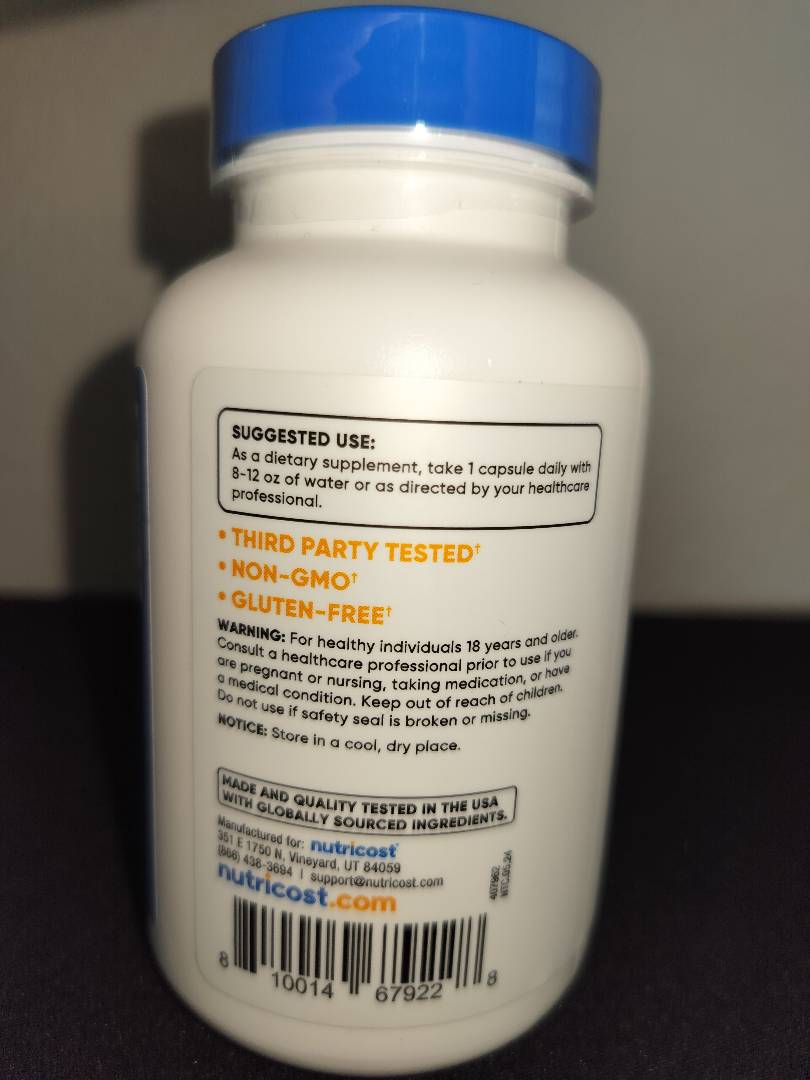 SUGGESTED USE:
As a dietary supplement, take 1 capsule daily with
8-12 oz of water or as directed by your healthcare
professional.
• THIRD PARTY TESTED†
• NON-GMO†
• GLUTEN-FREE†
WARNING: For healthy individuals 18 years and older.
Consult a healthcare professional prior to use if you
are pregnant or nursing, taking medication, or have
a medical condition. Keep out of reach of children.
Do not use if safety seal is broken or missing.
NOTICE: Store in a cool, dry place.
MADE AND QUALITY TESTED IN THE USA
WITH GLOBALLY SOURCED INGREDIENTS.
Manufactured for: nutricost
351 E 1750 N, Vineyard, UT 84059
(866) 438-3694 | support@nutricost.com
nutricost.com
8 10014 67922 8